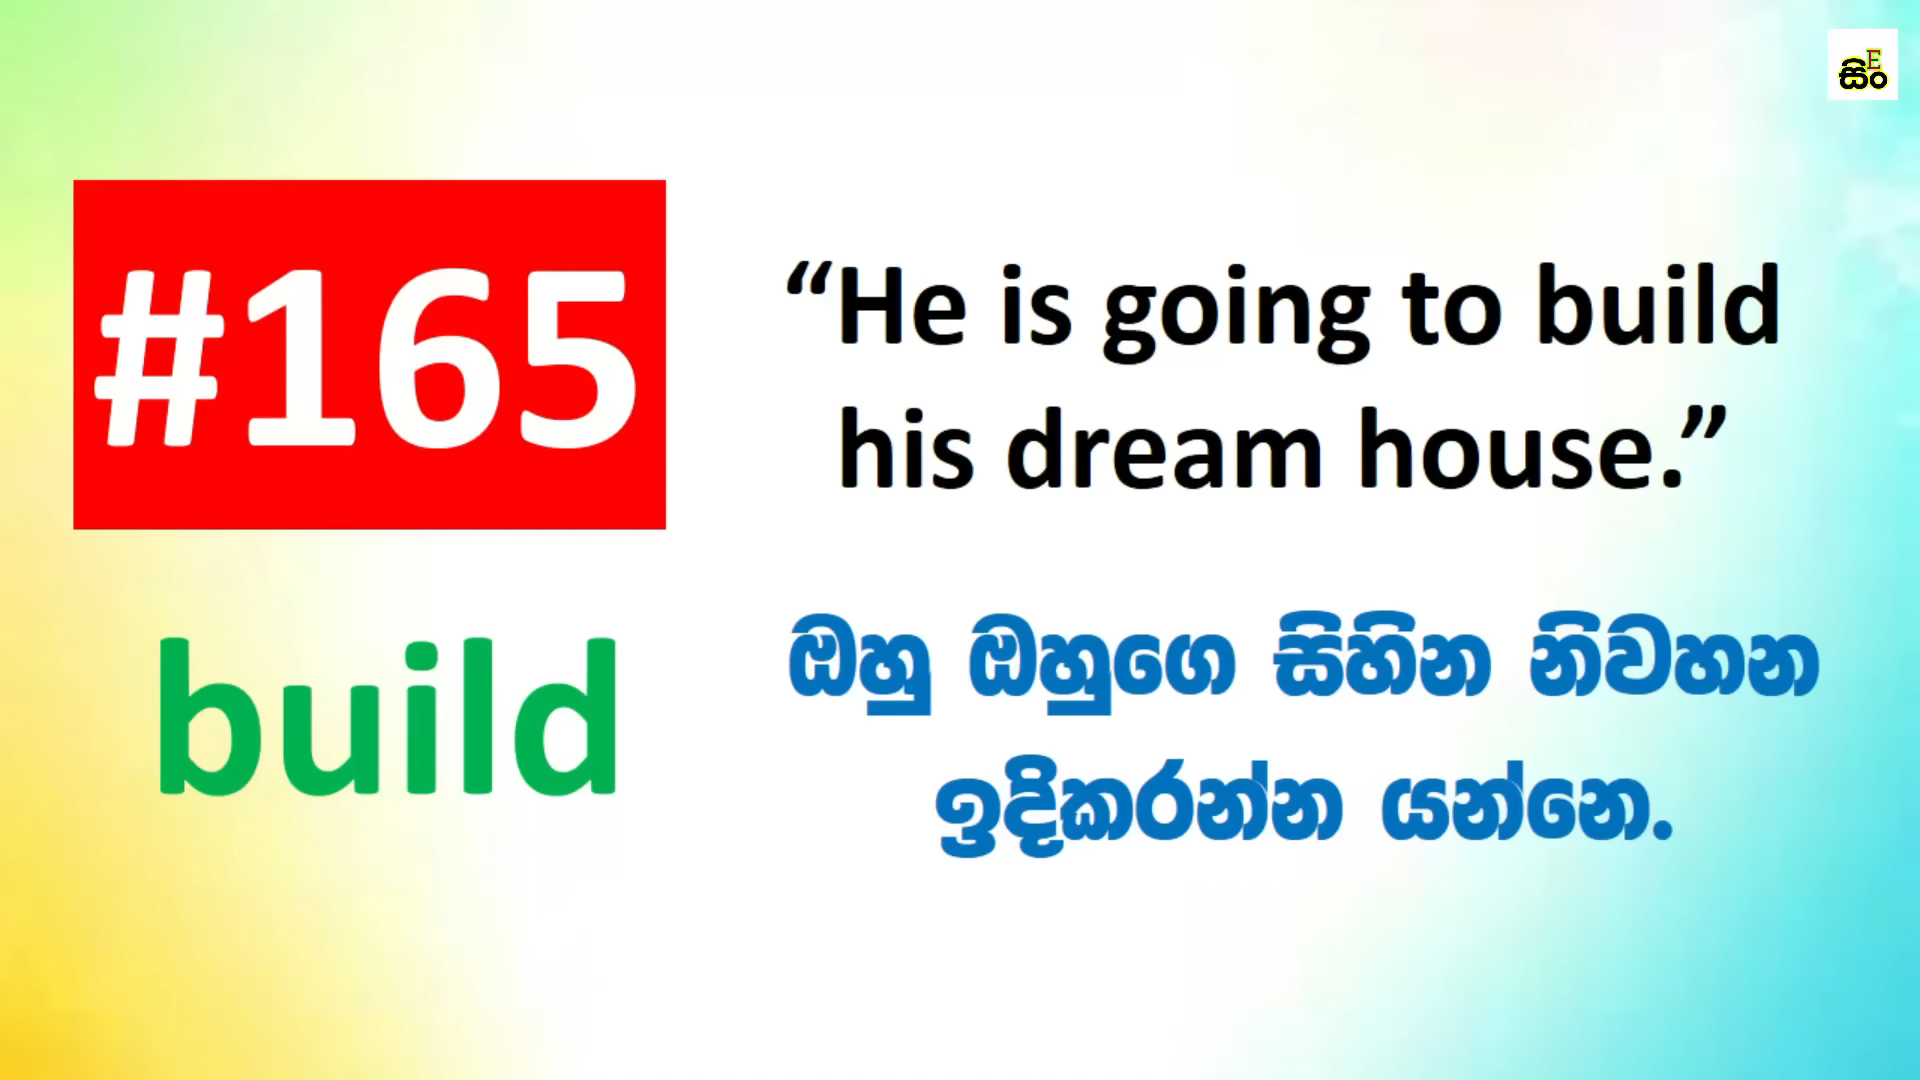 E
සිං
#165
build
“He is going to build
his dream house.”
ඔහු ඔහුගෙ සිහින නිවහන
ඉදිකරන්න යන්නෙ.